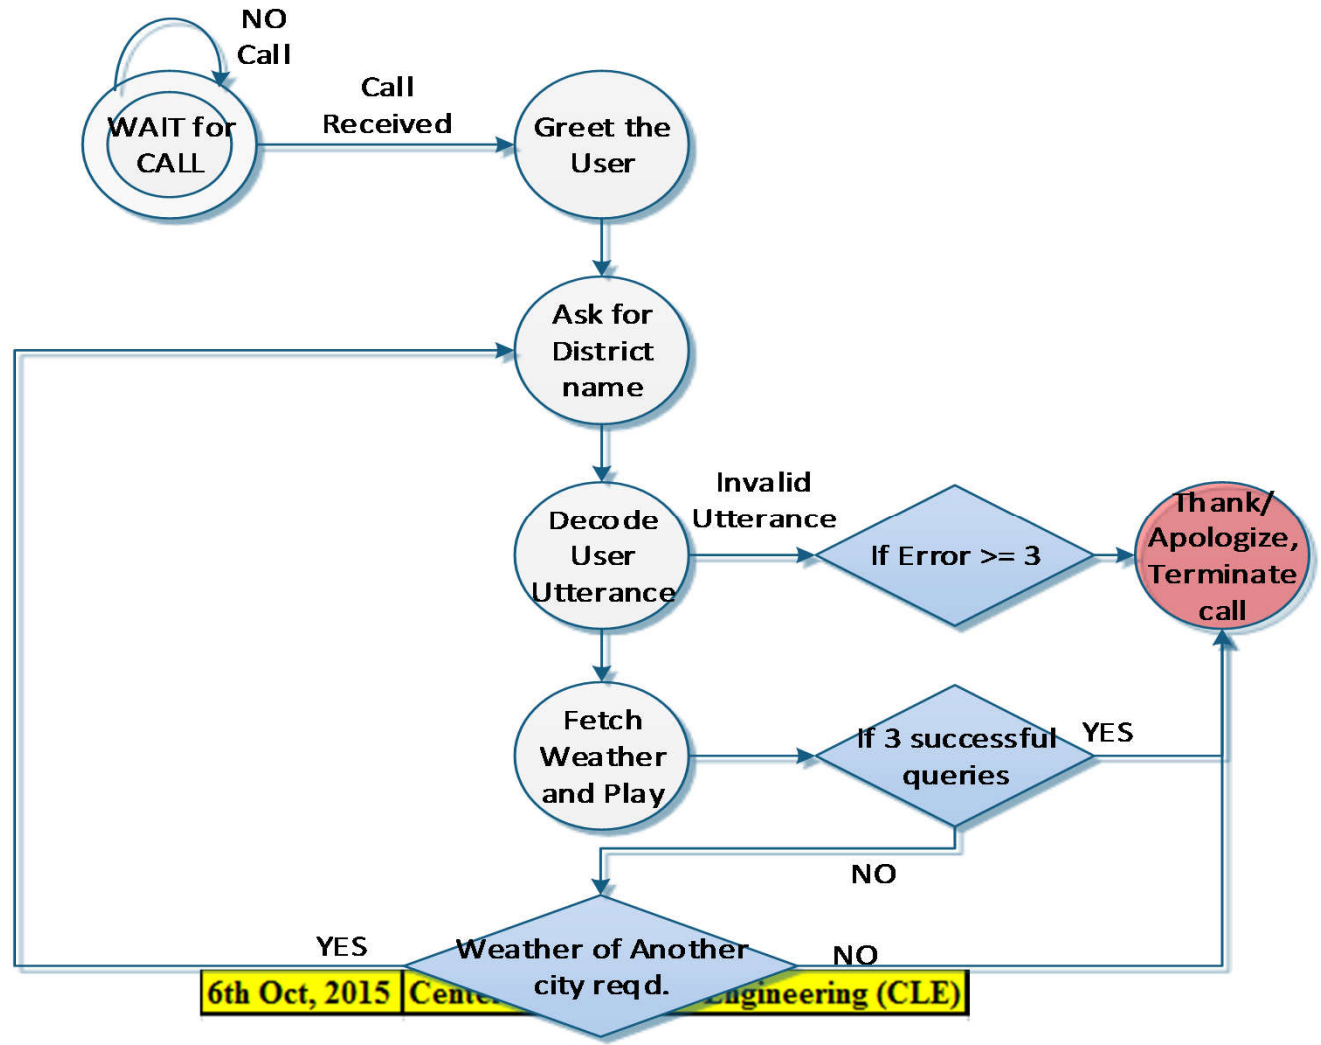 NO
Call
Call
Received
WAIT for
CALL
Greet the
User
Ask for
District
name
Invalid
Utterance
Decode
User
Utterance
If Error >= 3
Thank/
Apologize,
Terminate
call
Fetch
Weather
and Play
If 3 successful
queries
YES
NO
YES
Weather of Another
city reqd.
NO
6th Oct, 2015
Engineering (CLE)